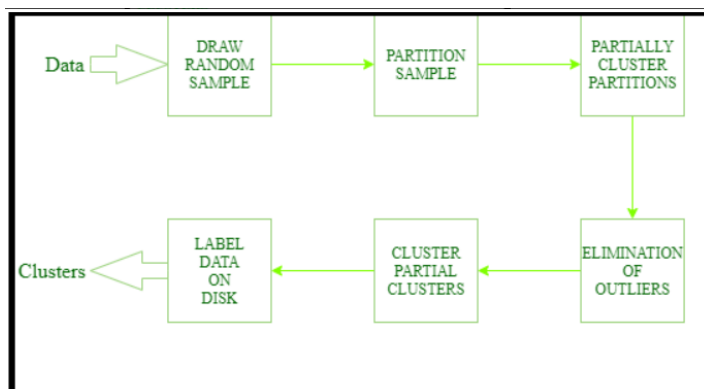 Data
DRAW
RANDOM
SAMPLE
PARTITION
SAMPLE
PARTIALLY
CLUSTER
PARTITIONS
ELIMINATION
OF
OUTLIERS
CLUSTER
PARTIAL
CLUSTERS
LABEL
DATA
ON
DISK
Clusters